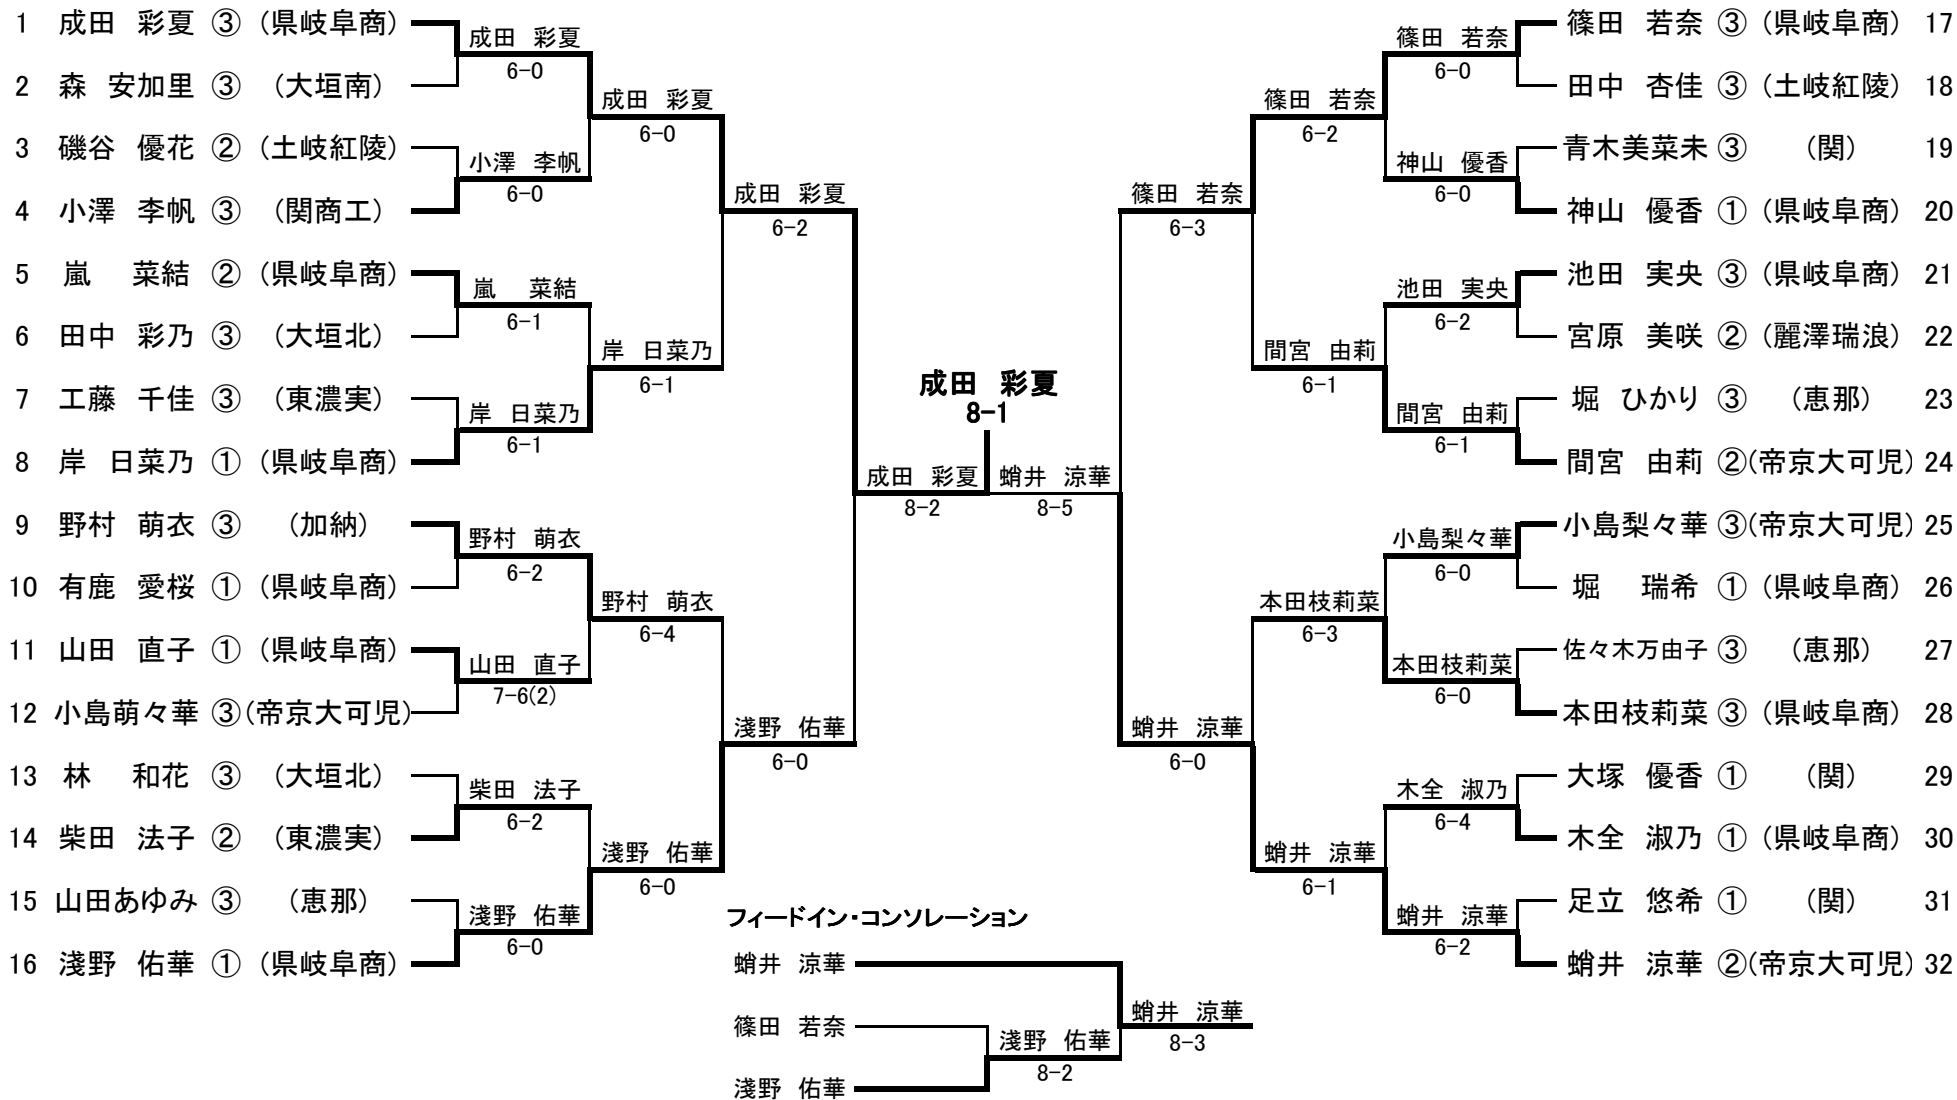 1 成田 彩夏 ③ (県岐阜商)
2 森 安加里 ③ (大垣南)
3 磯谷 優花 ② (土岐紅陵)
4 小澤 李帆 ③ (関商工)
5 嵐 菜結 ② (県岐阜商)
6 田中 彩乃 ③ (大垣北)
7 工藤 千佳 ③ (東濃実)
8 岸 日菜乃 ① (県岐阜商)
9 野村 萌衣 ③ (加納)
10 有鹿 愛桜 ① (県岐阜商)
11 山田 直子 ① (県岐阜商)
12 小島萌々華 ③ (帝京大可児)
13 林 和花 ③ (大垣北)
14 柴田 法子 ② (東濃実)
15 山田あゆみ ③ (恵那)
16 淺野 佑華 ① (県岐阜商)
成田 彩夏
6-0
小澤 李帆
6-0
嵐 菜結
6-1
岸 日菜乃
6-1
野村 萌衣
6-2
山田 直子
7-6(2)
柴田 法子
6-2
淺野 佑華
6-0
成田 彩夏
6-0
岸 日菜乃
6-1
野村 萌衣
6-4
淺野 佑華
6-0
成田 彩夏
6-2
淺野 佑華
6-0
成田 彩夏
8-2
成田 彩夏
8-1
蛸井 涼華
8-5
篠田 若奈
6-3
蛸井 涼華
6-0
篠田 若奈
6-2
間宮 由莉
6-1
本田枝莉菜
6-3
蛸井 涼華
6-1
篠田 若奈
6-0
神山 優香
6-0
池田 実央
6-2
間宮 由莉
6-1
小島梨々華
6-0
本田枝莉菜
6-0
木全 淑乃
6-4
蛸井 涼華
6-2
篠田 若奈 ③ (県岐阜商) 17
田中 杏佳 ③ (土岐紅陵) 18
青木美菜未 ③ (関) 19
神山 優香 ① (県岐阜商) 20
池田 実央 ③ (県岐阜商) 21
宮原 美咲 ② (麗澤瑞浪) 22
堀 ひかり ③ (恵那) 23
間宮 由莉 ② (帝京大可児) 24
小島梨々華 ③ (帝京大可児) 25
堀 瑞希 ① (県岐阜商) 26
佐々木万由子 ③ (恵那) 27
本田枝莉菜 ③ (県岐阜商) 28
大塚 優香 ① (関) 29
木全 淑乃 ① (県岐阜商) 30
足立 悠希 ① (関) 31
蛸井 涼華 ② (帝京大可児) 32
フィードイン・コンソレーション
蛸井 涼華
篠田 若奈
淺野 佑華
淺野 佑華
8-2
蛸井 涼華
8-3